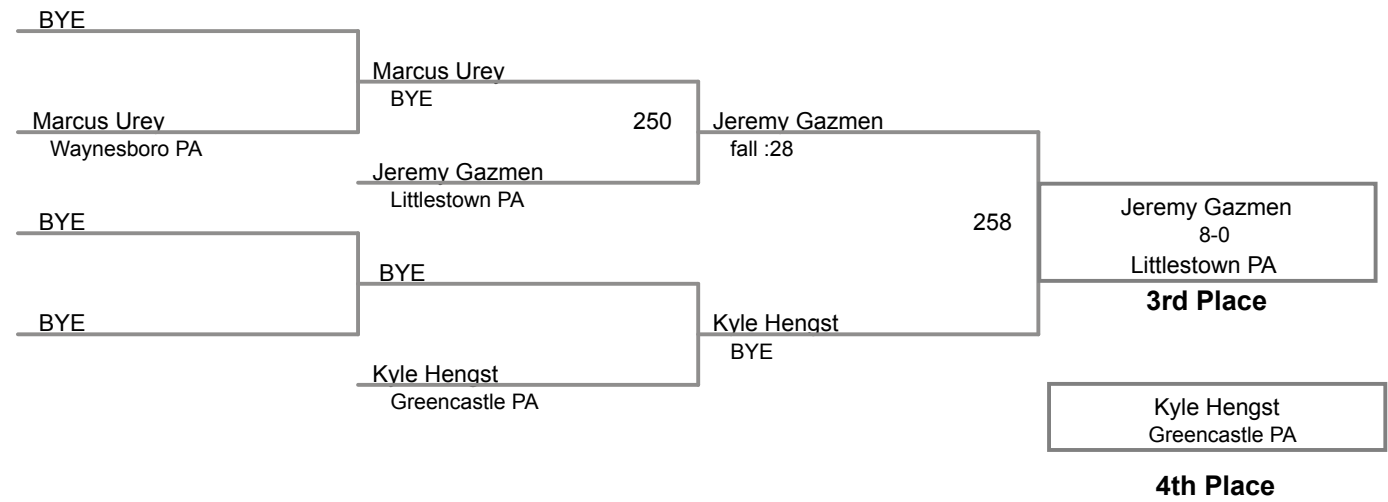 BYE
Marcus Urey
BYE
Marcus Urey
Waynesboro PA
250
Jeremy Gazmen
fall :28
Jeremy Gazmen
Littlestown PA
BYE
258
Jeremy Gazmen
8-0
Littlestown PA
3rd Place
BYE
BYE
Kyle Hengst
BYE
Kyle Hengst
Greencastle PA
Kyle Hengst
Greencastle PA
4th Place